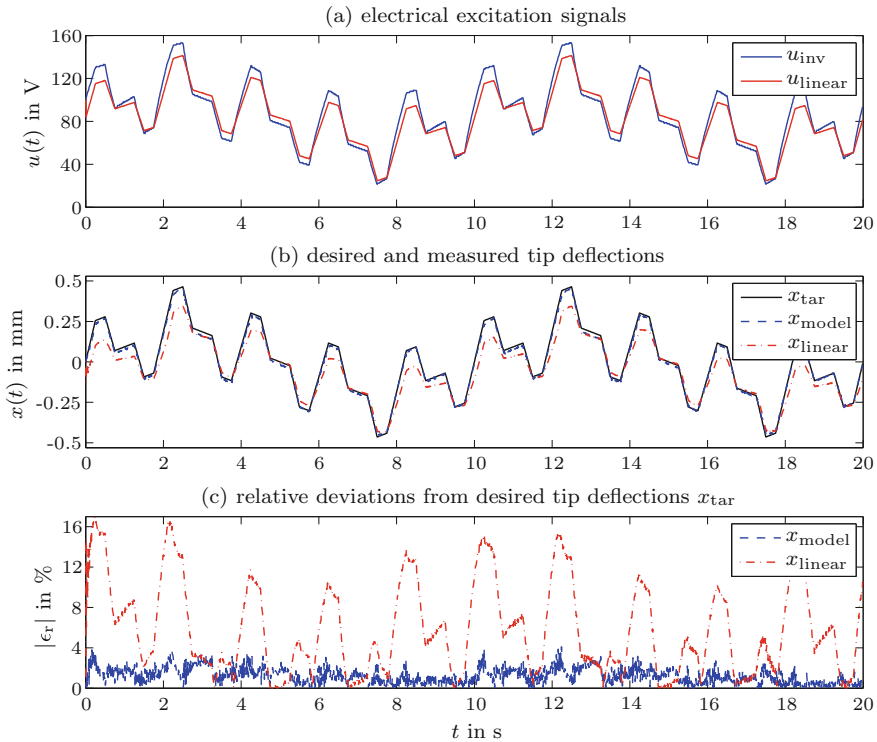 (a) electrical excitation signals
u(t) in V
160
120
80
40
0
u_inv
u_linear
0 2 4 6 8 10 12 14 16 18 20
(b) desired and measured tip deflections
x(t) in mm
0.5
0.25
0
-0.25
-0.5
x_tar
x_model
x_linear
0 2 4 6 8 10 12 14 16 18 20
(c) relative deviations from desired tip deflections x_tar
|ϵ_r| in %
16
12
8
4
0
x_model
x_linear
0 2 4 6 8 10 12 14 16 18 20
t in s